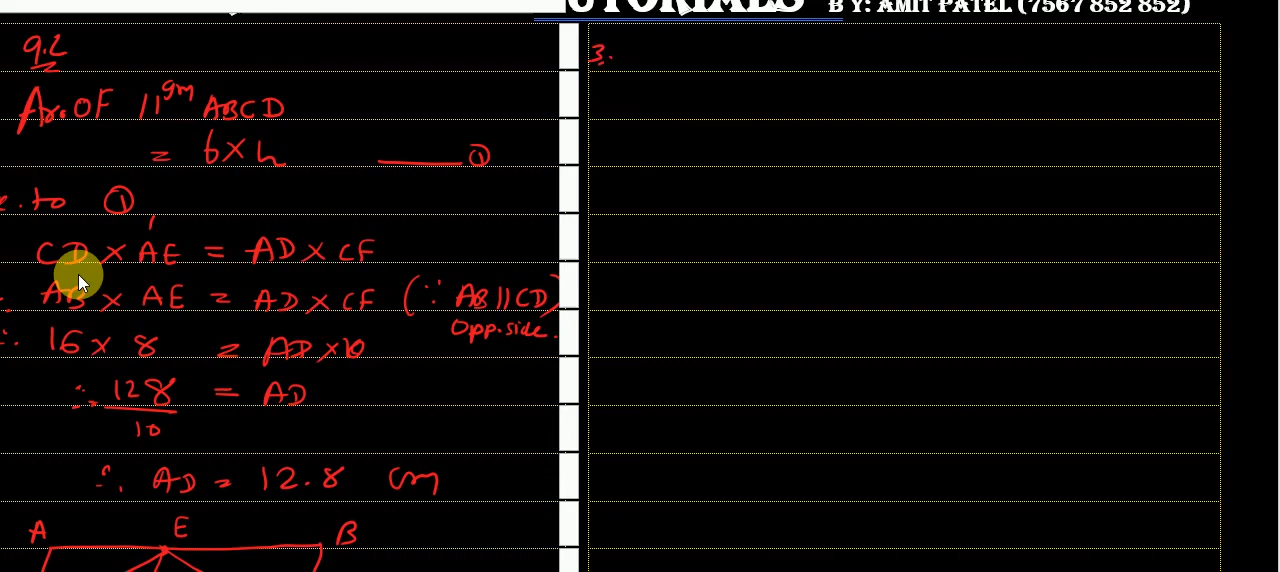 UTORIALS BY: AMIT PATEL (7567 852 852)
9.2
Ar. OF 11gm ABCD
= b × h ——— ①
e. to ①
CD × AE = AD × CF
AB × AE = AD × CF (∵ AB || CD)
Opp. side.
∴ 16 × 8 = AD × 10
∴ 128/10 = AD
∴ AD = 12.8 cm
A E B
3.